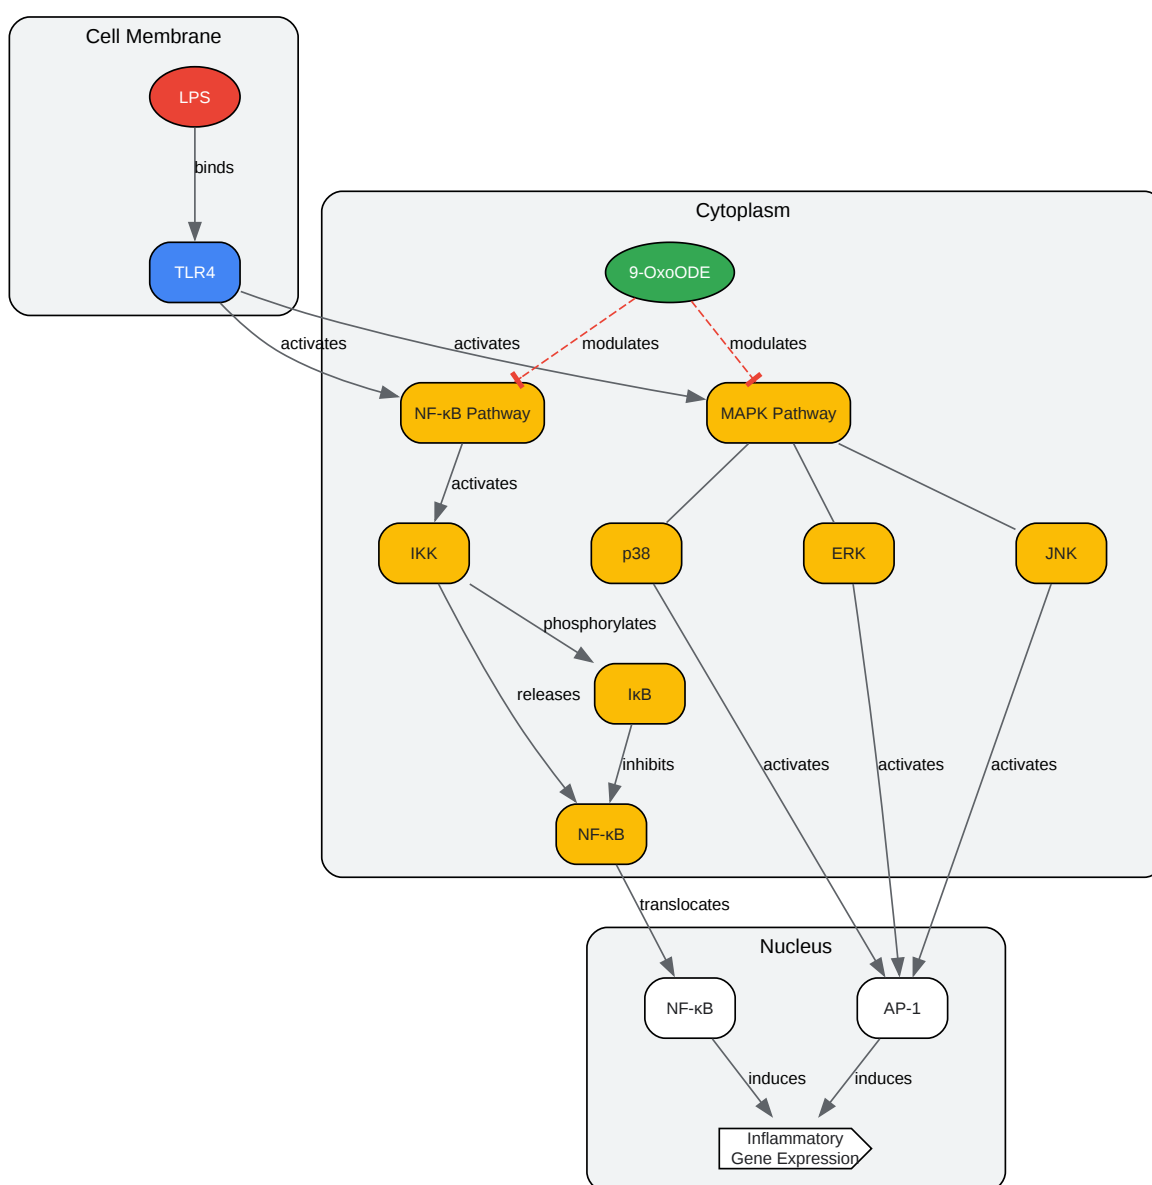 Cell Membrane
LPS
binds
TLR4
Cytoplasm
9-OxoODE
activates
activates
modulates
modulates
NF-κB Pathway
MAPK Pathway
activates
IKK
p38
ERK
JNK
phosphorylates
releases
IκB
inhibits
activates
activates
activates
NF-κB
translocates
Nucleus
NF-κB
AP-1
induces
induces
Inflammatory
Gene Expression